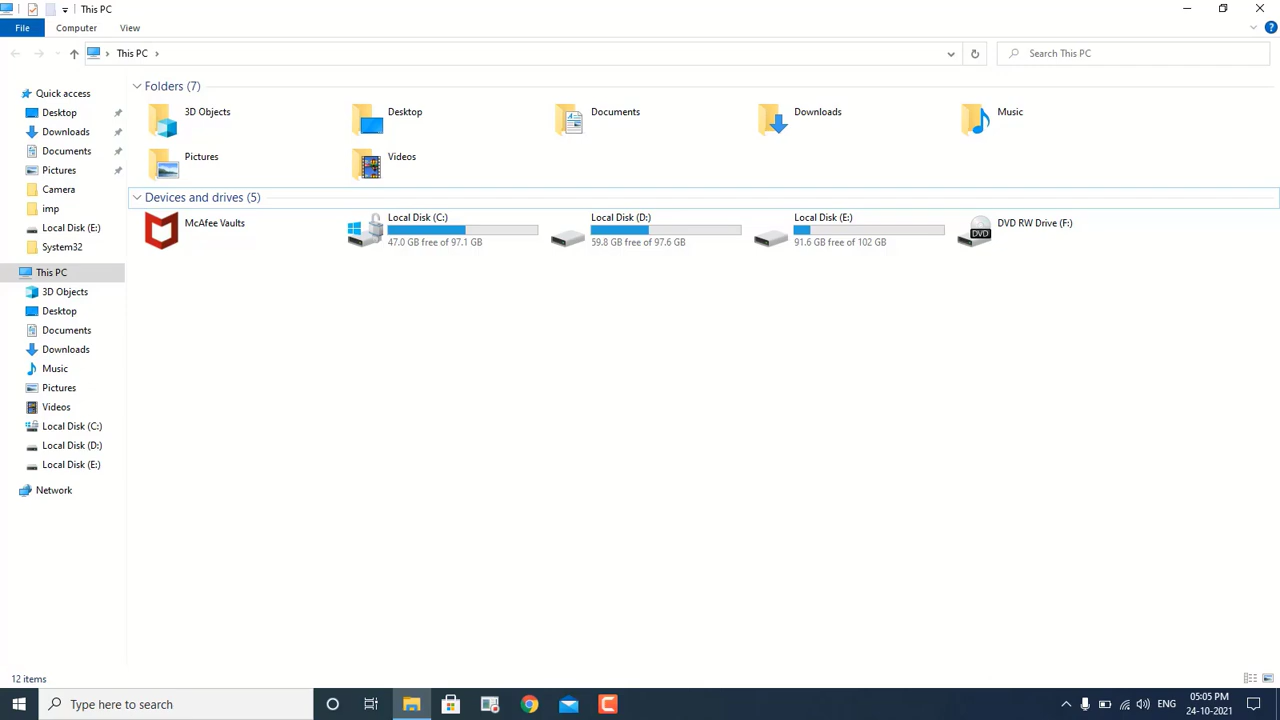 This PC
File Computer View
This PC
Search This PC
Quick access
Desktop
Downloads
Documents
Pictures
Camera
imp
Local Disk (E:)
System32
This PC
3D Objects
Desktop
Documents
Downloads
Music
Pictures
Videos
Local Disk (C:)
Local Disk (D:)
Local Disk (E:)
Network
Folders (7)
3D Objects Desktop Documents Downloads Music
Pictures Videos
Devices and drives (5)
McAfee Vaults
Local Disk (C:)
47.0 GB free of 97.1 GB
Local Disk (D:)
59.8 GB free of 97.6 GB
Local Disk (E:)
91.6 GB free of 102 GB
DVD RW Drive (F:)
DVD
12 items
Type here to search
ENG
05:05 PM
24-10-2021